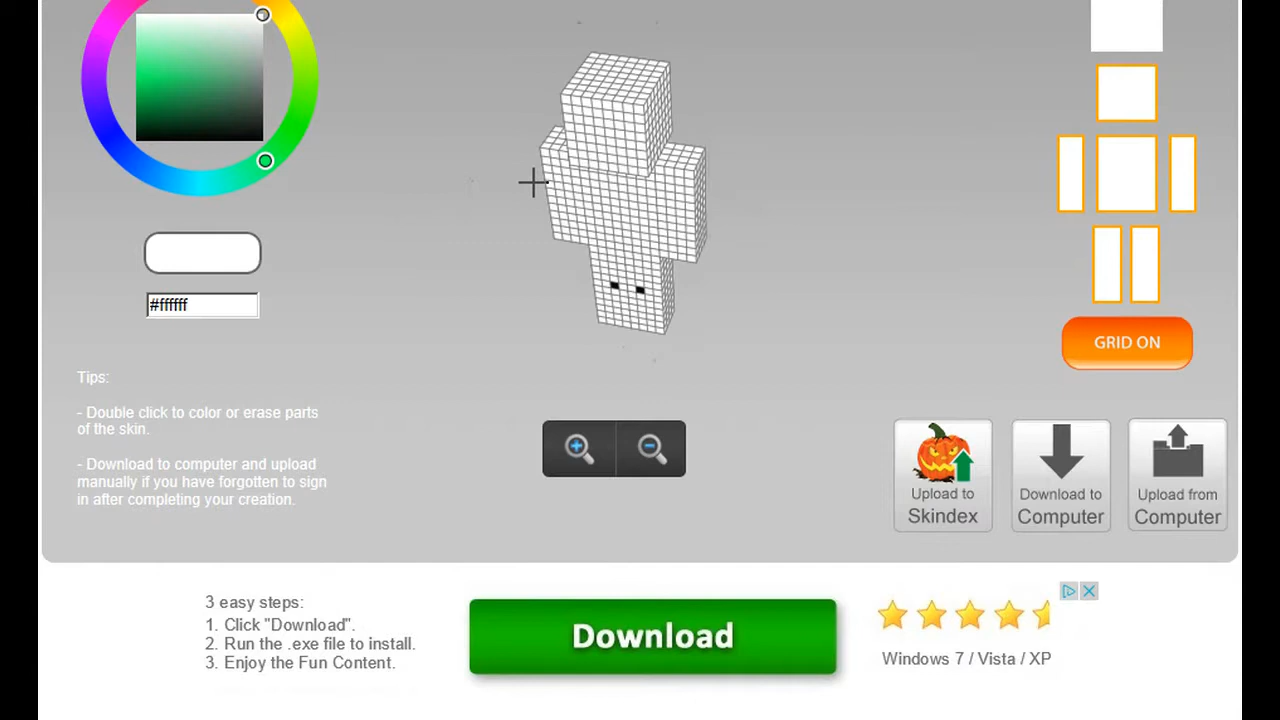 #ffffff
GRID ON
Tips:
- Double click to color or erase parts
of the skin.
- Download to computer and upload
manually if you have forgotten to sign
in after completing your creation.
Upload to
Skindex
Download to
Computer
Upload from
Computer
3 easy steps:
1. Click "Download".
2. Run the .exe file to install.
3. Enjoy the Fun Content.
Download
Windows 7 / Vista / XP